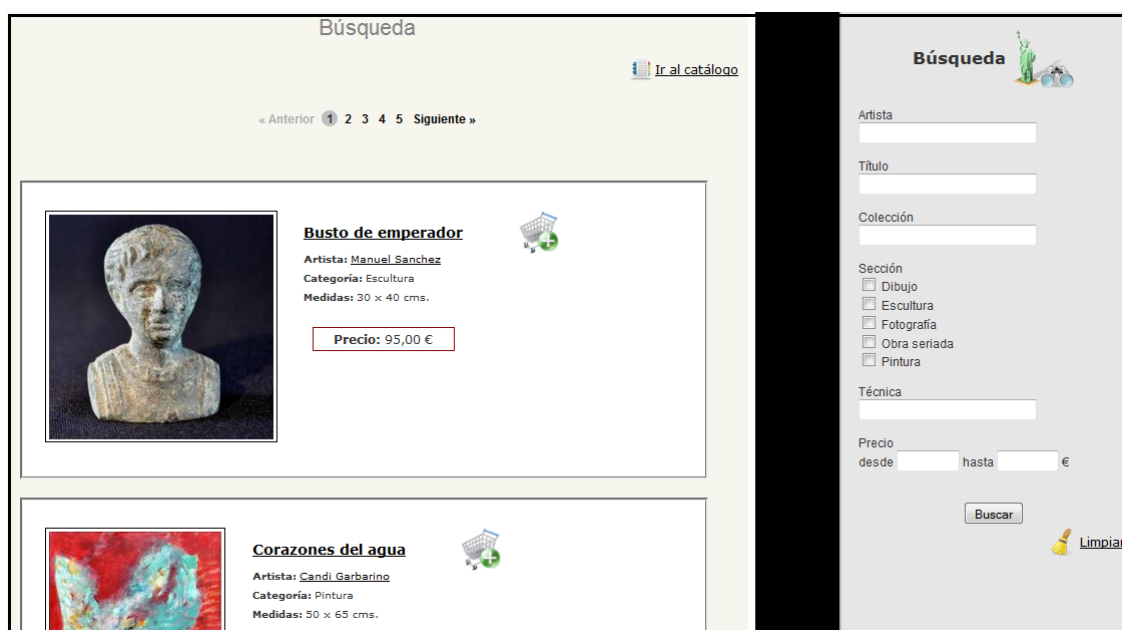 Búsqueda
Ir al catálogo
« Anterior 1 2 3 4 5 Siguiente »
Busto de emperador
Artista: Manuel Sanchez
Categoría: Escultura
Medidas: 30 x 40 cms.
Precio: 95,00 €
Corazones del agua
Artista: Candi Garbarino
Categoría: Pintura
Medidas: 50 x 65 cms.
Búsqueda
Artista
Título
Colección
Sección
Dibujo
Escultura
Fotografía
Obra seriada
Pintura
Técnica
Precio
desde hasta €
Buscar
Limpiar